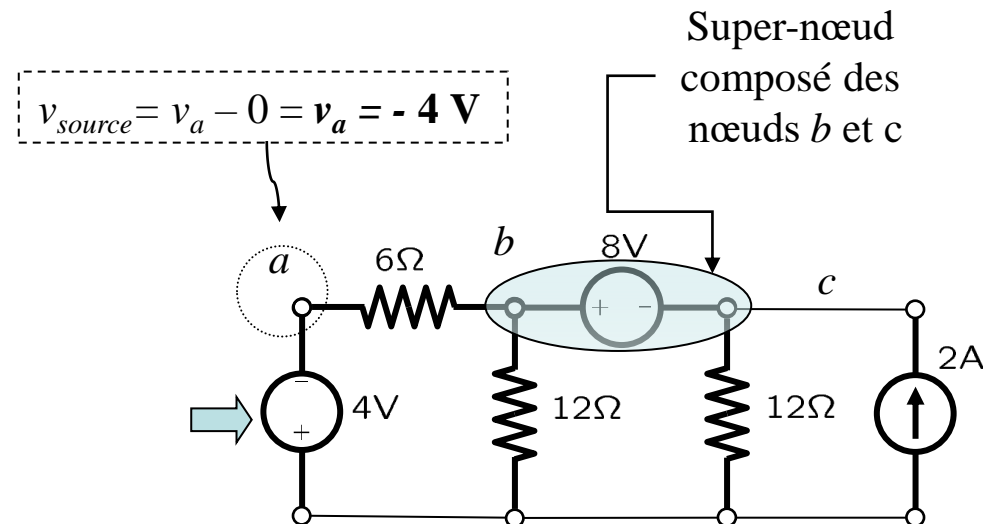 Super-nœud
composé des
nœuds b et c
v_source = v_a – 0 = v_a = - 4 V
a
6Ω
b
8V
c
+ -
2A
−
4V
+
12Ω
12Ω